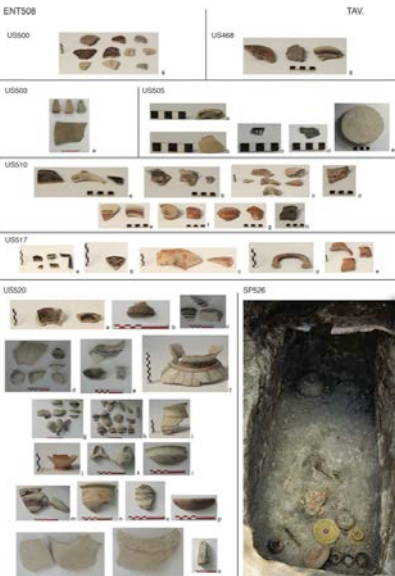 ENT508 TAV.
US500 US468
a a
US503 US505
a a
b c d e
US510
a b c d
e f g h
US517
a b c d e
US520 SP526
a b c
d e f
g h i
j k l
m n o p